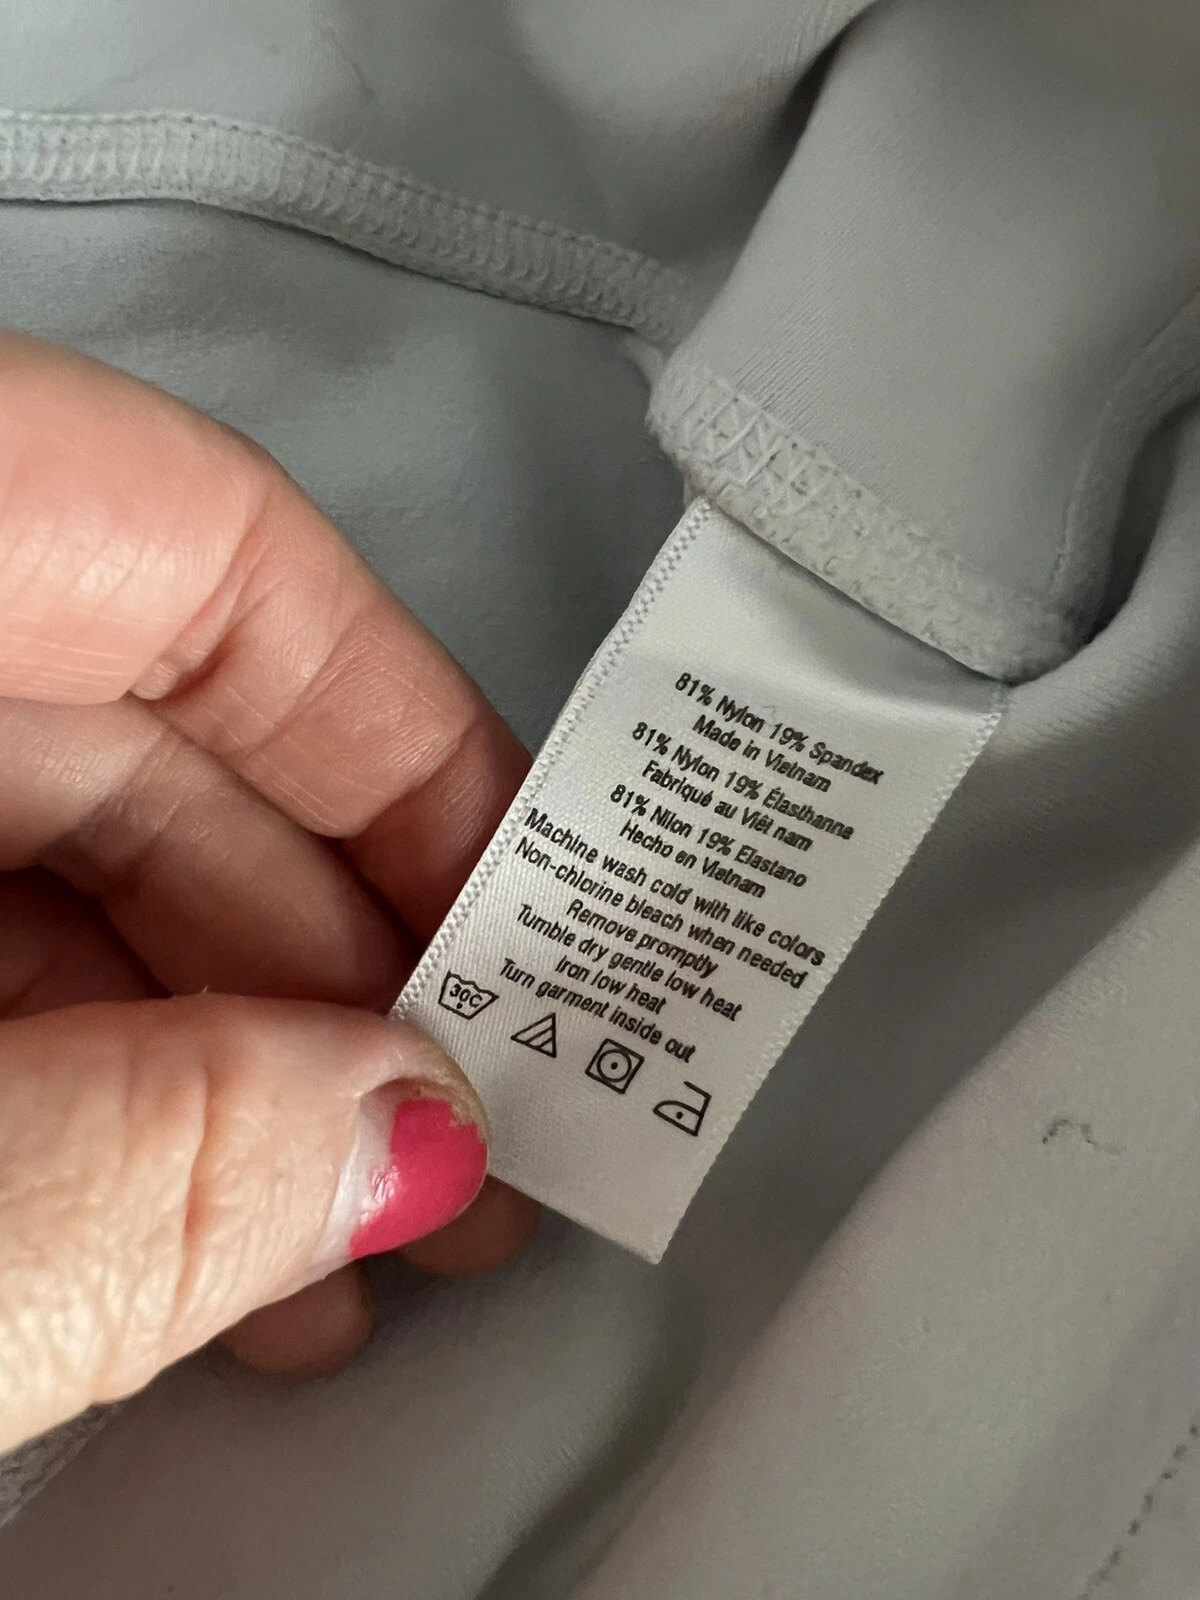 81% Nylon 19% Spandex
Made in Vietnam
81% Nylon 19% Élasthanne
Fabriqué au Viêt nam
81% Nilon 19% Elastano
Hecho en Vietnam
Machine wash cold with like colors
Non-chlorine bleach when needed
Remove promptly
Tumble dry gentle low heat
Iron low heat
Turn garment inside out
30C